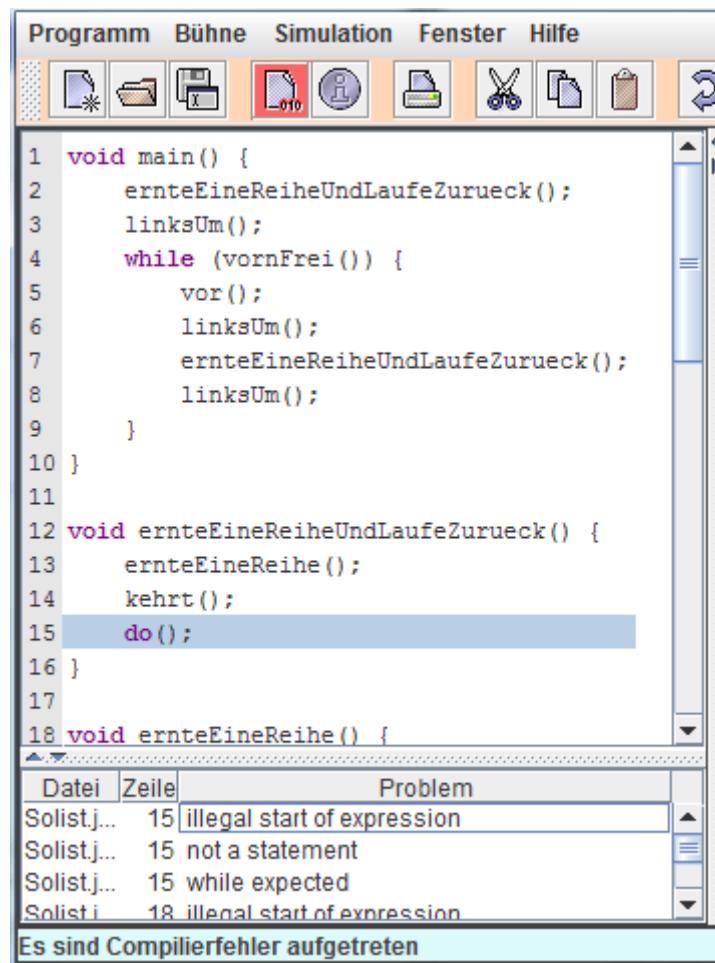 Programm Bühne Simulation Fenster Hilfe
010
1 void main() {
2 ernteEineReiheUndLaufeZurueck();
3 linksUm();
4 while (vornFrei()) {
5 vor();
6 linksUm();
7 ernteEineReiheUndLaufeZurueck();
8 linksUm();
9 }
10 }
11
12 void ernteEineReiheUndLaufeZurueck() {
13 ernteEineReihe();
14 kehrt();
15 do();
16 }
17
18 void ernteEineReihe() {
Datei Zeile Problem
Solist.j... 15 illegal start of expression
Solist.j... 15 not a statement
Solist.j... 15 while expected
Solist.j... 18 illegal start of expression
Es sind Compilierfehler aufgetreten